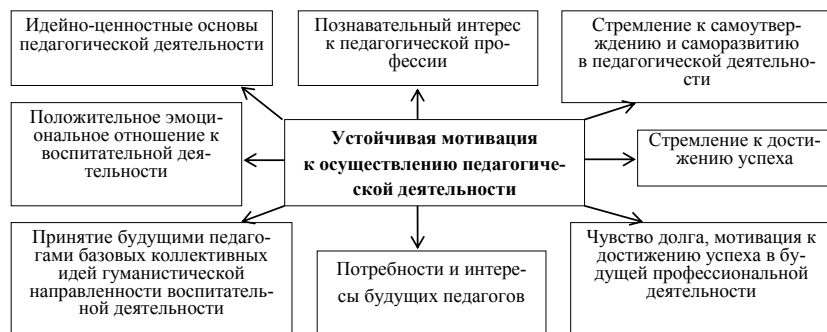 Идейно-ценностные основы
педагогической деятельности
Познавательный интерес
к педагогической про-
фессии
Стремление к самоутвер-
ждению и саморазвитию
в педагогической деятельно-
сти
Положительное эмоци-
ональное отношение к
воспитательной дея-
тельности
Устойчивая мотивация
к осуществлению педагогиче-
ской деятельности
Стремление к дости-
жению успеха
Принятие будущими педаго-
гами базовых коллективных
идей гуманистической
направленности воспитатель-
ной деятельности
Потребности и интере-
сы будущих педагогов
Чувство долга, мотивация к
достижению успеха в бу-
дущей профессиональной
деятельности